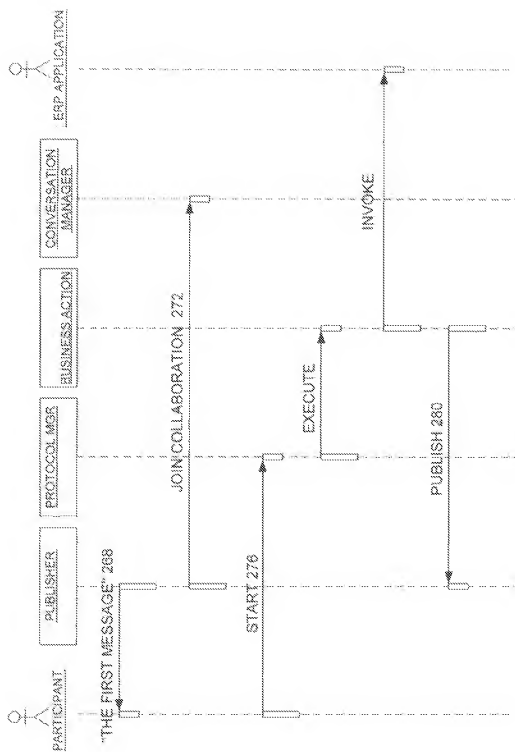 PARTICIPANT
PUBLISHER
PROTOCOL MGR
BUSINESS ACTION
CONVERSATION
MANAGER
ERP APPLICATION
"THE FIRST MESSAGE" 268
JOIN COLLABORATION 272
START 276
EXECUTE
INVOKE
PUBLISH 280